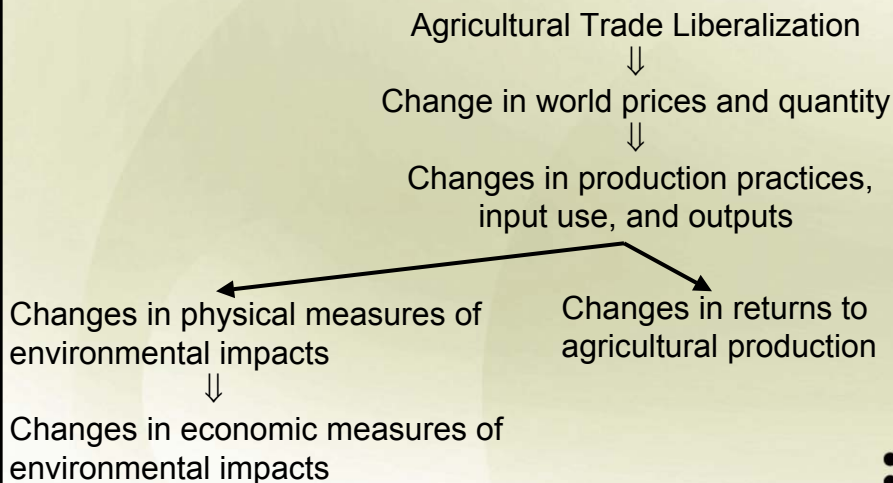 Agricultural Trade Liberalization
⇓
Change in world prices and quantity
⇓
Changes in production practices,
input use, and outputs
Changes in physical measures of
environmental impacts
⇓
Changes in economic measures of
environmental impacts
Changes in returns to
agricultural production